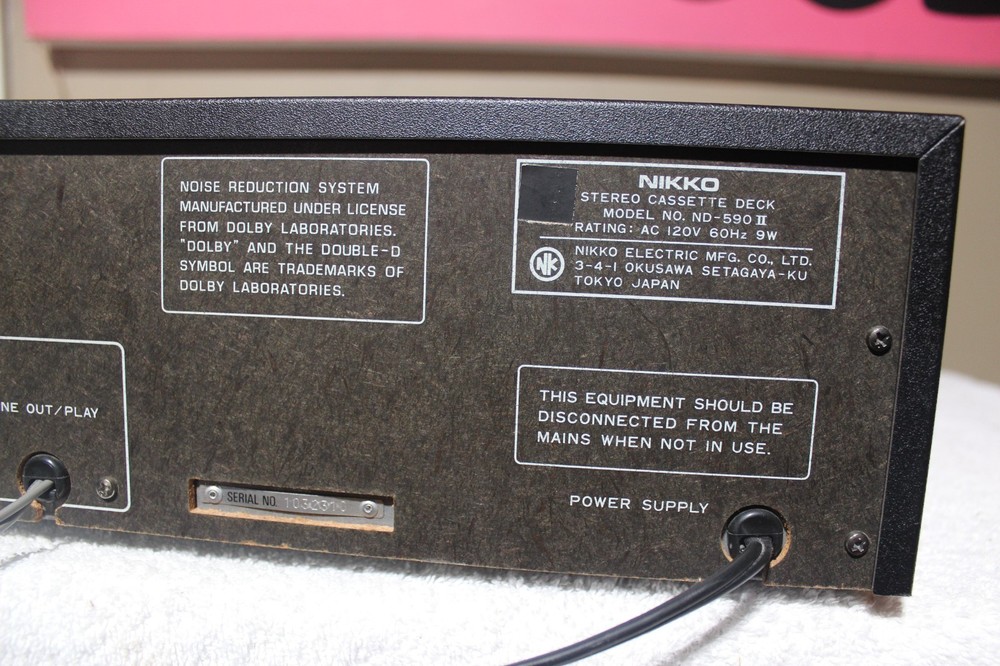 NOISE REDUCTION SYSTEM
MANUFACTURED UNDER LICENSE
FROM DOLBY LABORATORIES.
"DOLBY" AND THE DOUBLE-D
SYMBOL ARE TRADEMARKS OF
DOLBY LABORATORIES.
NIKKO
STEREO CASSETTE DECK
MODEL NO. ND-590 II
RATING: AC 120V 60Hz 9W
NK
NIKKO ELECTRIC MFG. CO., LTD.
3-4-1 OKUSAWA SETAGAYA-KU
TOKYO JAPAN
NE OUT/PLAY
THIS EQUIPMENT SHOULD BE
DISCONNECTED FROM THE
MAINS WHEN NOT IN USE.
SERIAL NO.
POWER SUPPLY